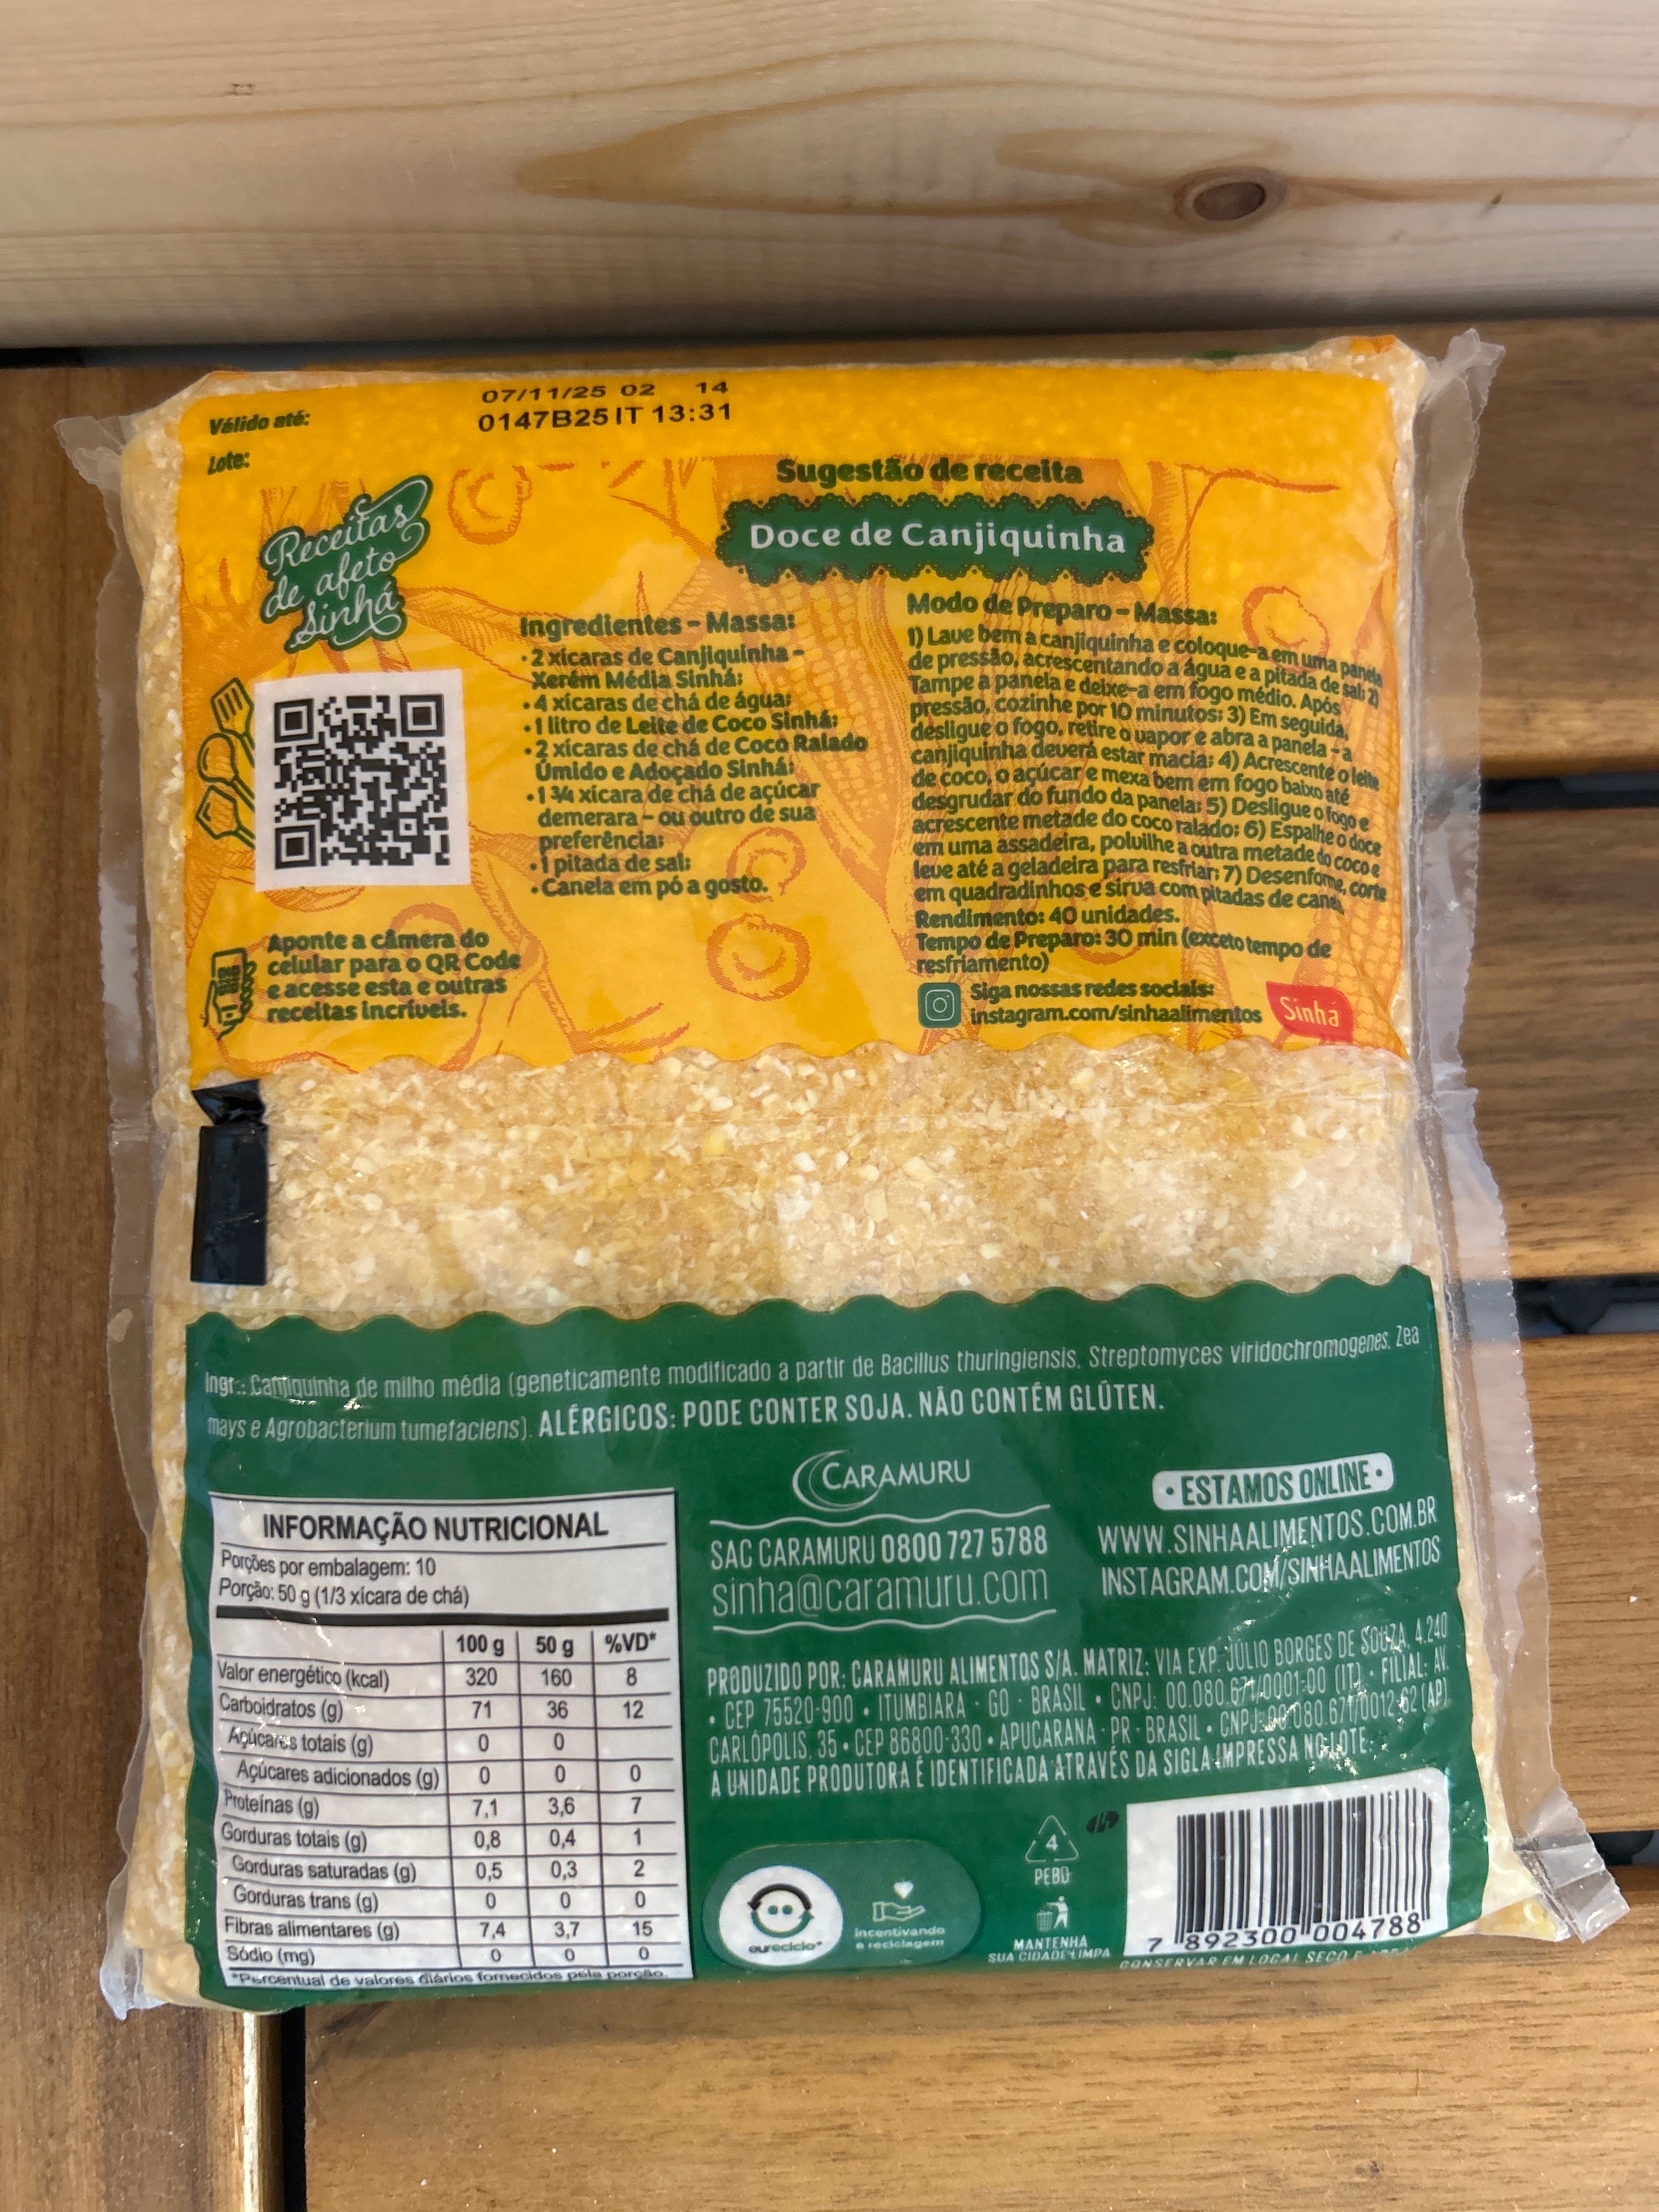 Válido até: 07/11/25 02 14
Lote: 0147B25 IT 13:31
Receitas
de afeto
Sinhá
Sugestão de receita
Doce de Canjiquinha
Ingredientes - Massa:
• 2 xícaras de Canjiquinha -
Xerém Média Sinhá;
• 4 xícaras de chá de água;
• 1 litro de Leite de Coco Sinhá;
• 2 xícaras de chá de Coco Ralado
Úmido e Adoçado Sinhá;
• 1 3/4 xícara de chá de açúcar
demerara - ou outro de sua
preferência;
• 1 pitada de sal;
• Canela em pó a gosto.
Modo de Preparo - Massa:
1) Lave bem a canjiquinha e coloque-a em uma panela
de pressão, acrescentando a água e a pitada de sal; 2)
Tampe a panela e deixe-a em fogo médio. Após
pressão, cozinhe por 10 minutos; 3) Em seguida,
desligue o fogo, retire o vapor e abra a panela - a
canjiquinha deverá estar macia; 4) Acrescente o leite
de coco, o açúcar e mexa bem em fogo baixo até
desgrudar do fundo da panela; 5) Desligue o fogo e
acrescente metade do coco ralado; 6) Espalhe o doce
em uma assadeira, polvilhe a outra metade do coco e
leve até a geladeira para resfriar; 7) Desenforme, corte
em quadradinhos e sirva com pitadas de
Rendimento: 40 unidades.
Tempo de Preparo: 30 min (exceto tempo de
resfriamento)
Aponte a câmera do
celular para o QR Code
e acesse esta e outras
receitas incríveis.
Siga nossas redes sociais:
instagram.com/sinhaalimentos
Sinhá
Ingr.: Canjiquinha de milho média (geneticamente modificado a partir de Bacillus thuringiensis, Streptomyces viridochromogenes, Zea
mays e Agrobacterium tumefaciens). ALÉRGICOS: PODE CONTER SOJA. NÃO CONTÉM GLÚTEN.
INFORMAÇÃO NUTRICIONAL
Porções por embalagem: 10
Porção: 50 g (1/3 xícara de chá)
100 g 50 g %VD*
Valor energético (kcal) 320 160 8
Carboidratos (g) 71 36 12
Açúcares totais (g) 0 0
Açúcares adicionados (g) 0 0 0
Proteínas (g) 7,1 3,6 7
Gorduras totais (g) 0,8 0,4 1
Gorduras saturadas (g) 0,5 0,3 2
Gorduras trans (g) 0 0 0
Fibras alimentares (g) 7,4 3,7 15
Sódio (mg) 0 0 0
*Percentual de valores diários fornecidos pela porção.
CARAMURU
SAC CARAMURU 0800 727 5788
sinha@caramuru.com
• ESTAMOS ONLINE •
WWW.SINHAALIMENTOS.COM.BR
INSTAGRAM.COM/SINHAALIMENTOS
PRODUZIDO POR: CARAMURU ALIMENTOS S/A. MATRIZ: VIA EXP. JÚLIO BORGES DE SOUZA, 4.240
• CEP 75520-900 • ITUMBIARA - GO - BRASIL • CNPJ: 00.080.671/0001-00 (IT) • FILIAL: AV.
CARLÓPOLIS, 35 • CEP 86800-330 • APUCARANA - PR - BRASIL • CNPJ: 00.080.671/0012-62 (AP)
A UNIDADE PRODUTORA É IDENTIFICADA ATRAVÉS DA SIGLA IMPRESSA NO LOTE.
eureciclo
Incentivando
a reciclagem
4
PEBD
MANTENHA
SUA CIDADE LIMPA
7 892300 004788
CONSERVAR EM LOCAL SECO E